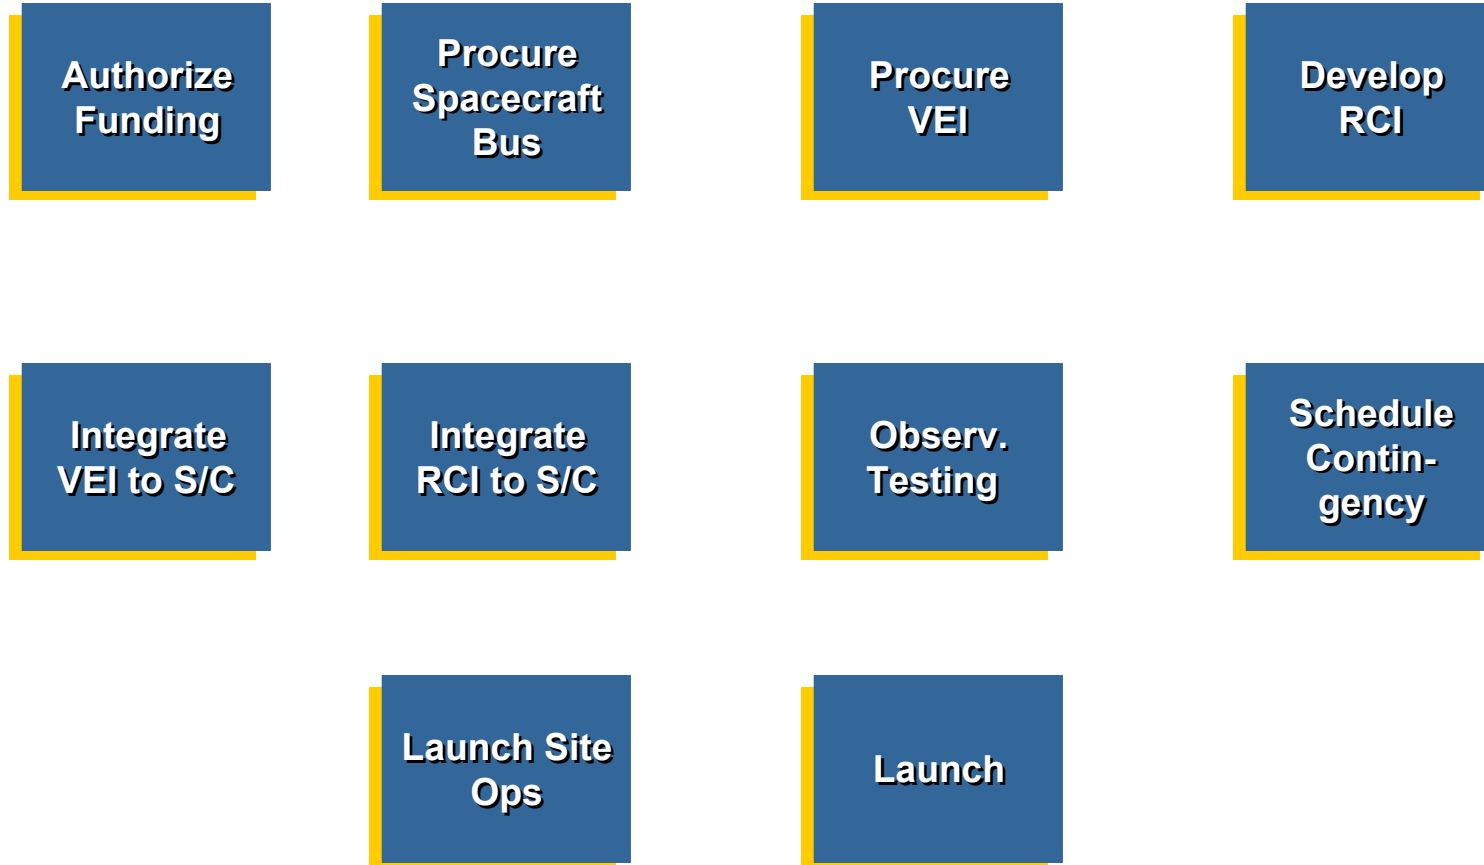 Authorize
Funding
Procure
Spacecraft
Bus
Procure
VEI
Develop
RCI
Integrate
VEI to S/C
Integrate
RCI to S/C
Observ.
Testing
Schedule
Contin-
gency
Launch Site
Ops
Launch